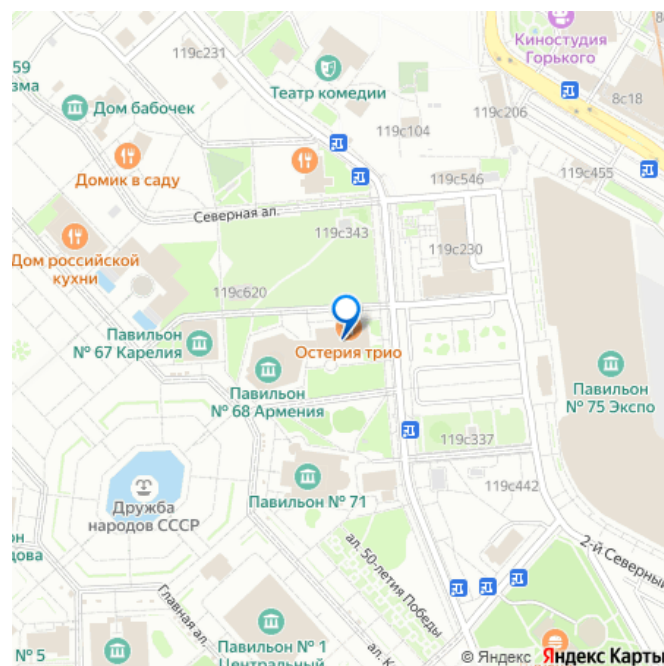 Киностудия
Горького
8с18
59
зма
119с231
Театр комедии
Дом бабочек
119с206
119с104
119с455
Домик в саду
119с546
Северная ал.
119с343
119с230
Дом российской
кухни
119с620
Павильон
№ 67 Карелия
Остерия трио
Павильон
№ 68 Армения
Павильон
№ 75 Экспо
119с337
119с442
Павильон № 71
Дружба
народов СССР
он
дова
2-й Северный
ал. 50-летия Победы
Главная ал.
Павильон № 1
Центральный
№ 5
ал. К
© Яндекс Яндекс Карты